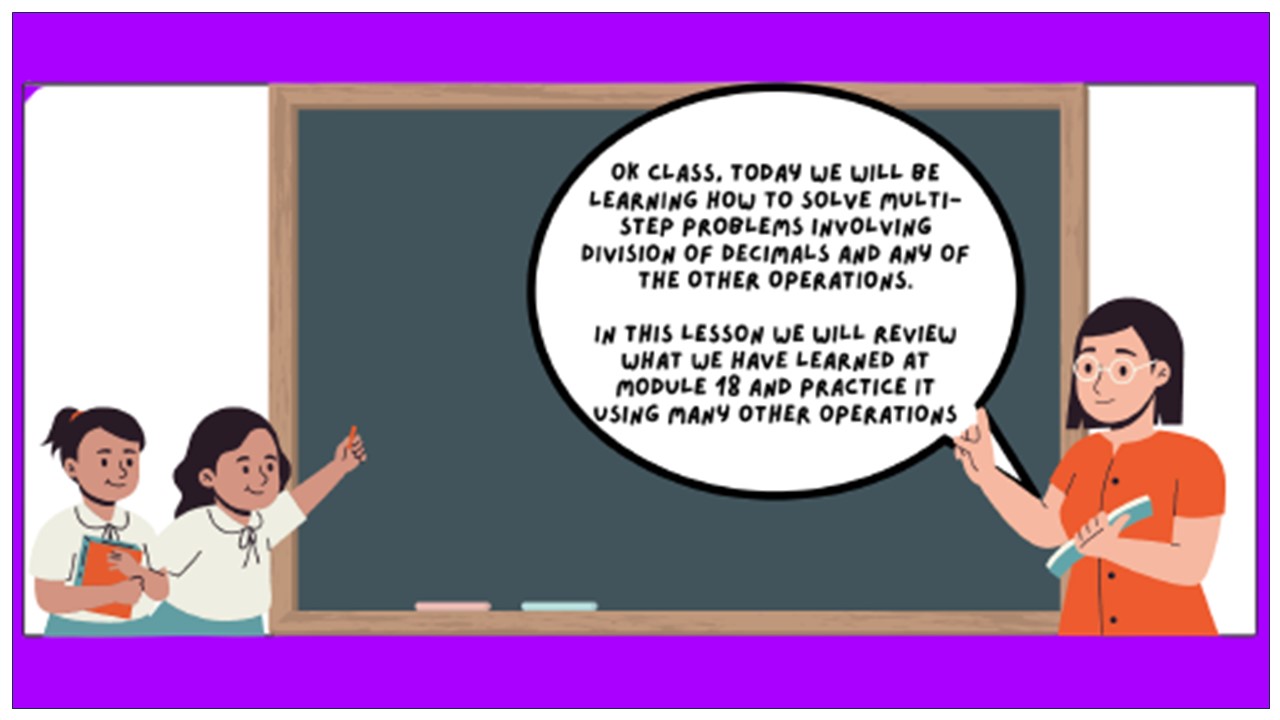 OK CLASS, TODAY WE WILL BE
LEARNING HOW TO SOLVE MULTI-
STEP PROBLEMS INVOLVING
DIVISION OF DECIMALS AND ANY OF
THE OTHER OPERATIONS.
IN THIS LESSON WE WILL REVIEW
WHAT WE HAVE LEARNED AT
MODULE 18 AND PRACTICE IT
USING MANY OTHER OPERATIONS